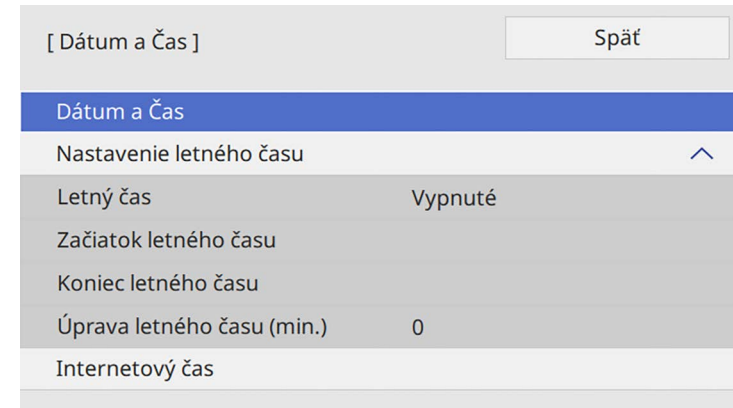 [ Dátum a Čas ]
Späť
Dátum a Čas
Nastavenie letného času
Letný čas Vypnuté
Začiatok letného času
Koniec letného času
Úprava letného času (min.) 0
Internetový čas